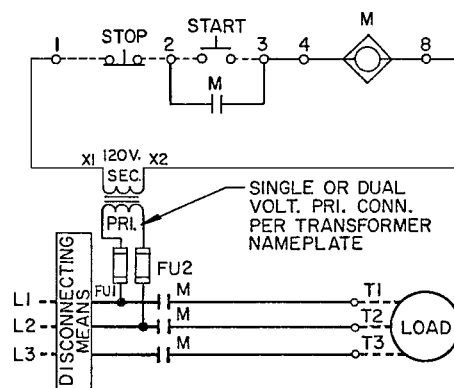 M
STOP START
1 2 3 4 8
M
X1 120V. X2
SEC.
SINGLE OR DUAL
VOLT. PRI. CONN.
PER TRANSFORMER
NAMEPLATE
PRI.
FU1 FU2
DISCONNECTING
MEANS
L1 M T1
L2 M T2
L3 M T3
LOAD